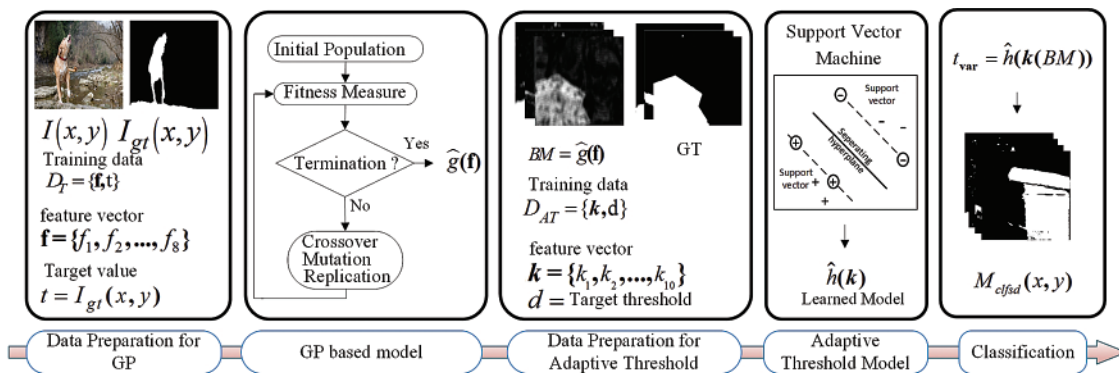 I(x,y) I_gt(x,y)
Training data
D_T = {f,t}
feature vector
f = {f_1, f_2, ..., f_8}
Target value
t = I_gt(x,y)
Initial Population
Fitness Measure
Termination ?
Yes
ĝ(f)
No
Crossover
Mutation
Replication
BM = ĝ(f)
GT
Training data
D_AT = {k,d}
feature vector
k = {k_1, k_2, ..., k_10}
d = Target threshold
Support Vector
Machine
Support
vector
Seperating
hyperplane
Support
vector
ĥ(k)
Learned Model
t_var = ĥ(k(BM))
M_clfsd(x,y)
Data Preparation for
GP
GP based model
Data Preparation for
Adaptive Threshold
Adaptive
Threshold Model
Classification